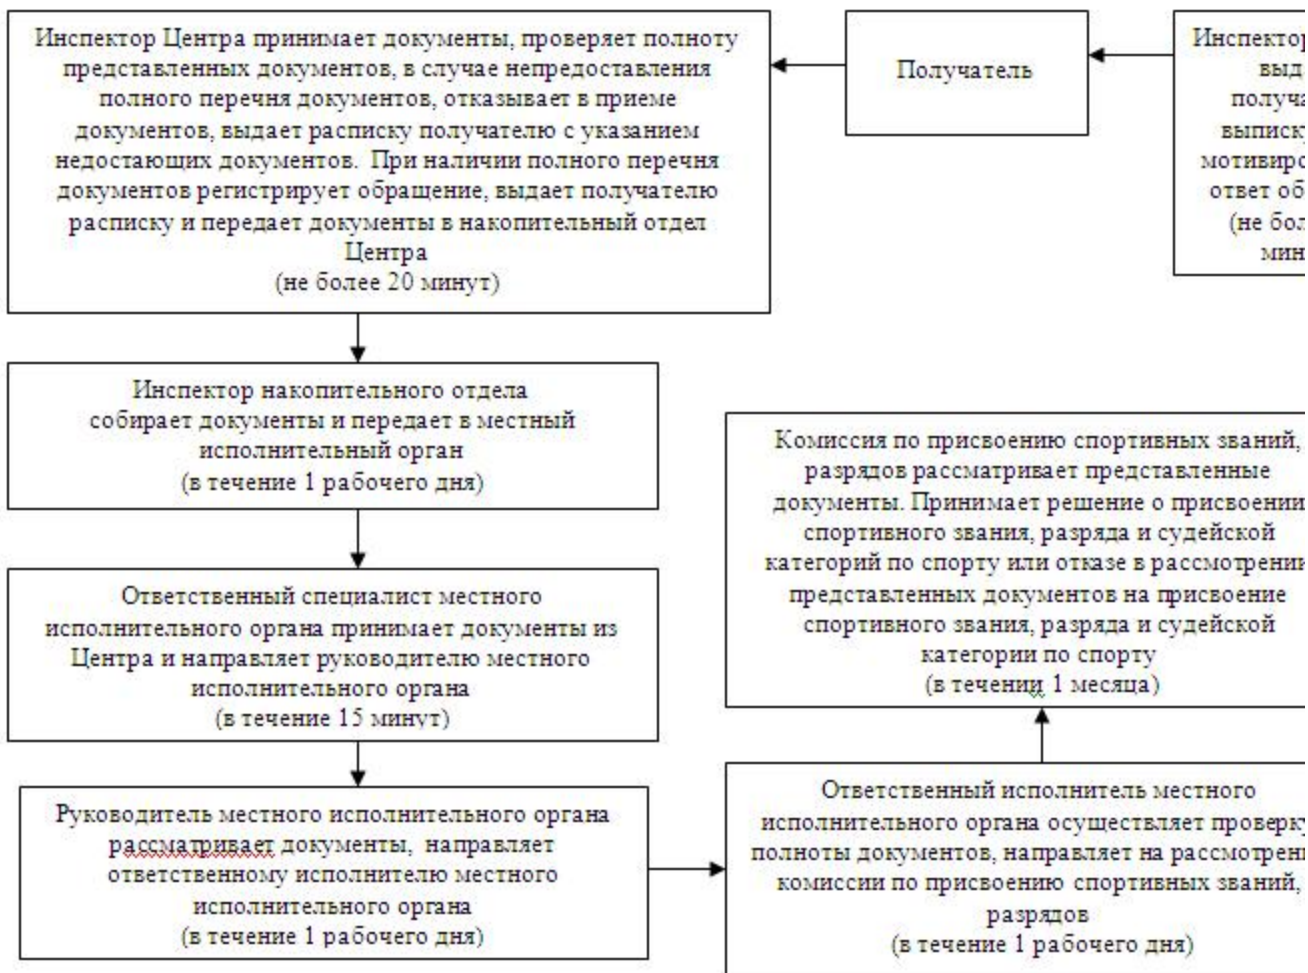 Инспектор Центра принимает документы, проверяет полноту
представленных документов, в случае непредоставления
полного перечня документов, отказывает в приеме
документов, выдает расписку получателю с указанием
недостающих документов. При наличии полного перечня
документов регистрирует обращение, выдает получателю
расписку и передает документы в накопительный отдел
Центра
(не более 20 минут)
Получатель
Инспектор
выд
получа
выписку
мотивиро
ответ об
(не бол
мин
Инспектор накопительного отдела
собирает документы и передает в местный
исполнительный орган
(в течение 1 рабочего дня)
Ответственный специалист местного
исполнительного органа принимает документы из
Центра и направляет руководителю местного
исполнительного органа
(в течение 15 минут)
Руководитель местного исполнительного органа
рассматривает документы, направляет
ответственному исполнителю местного
исполнительного органа
(в течение 1 рабочего дня)
Ответственный исполнитель местного
исполнительного органа осуществляет проверку
полноты документов, направляет на рассмотрени
комиссии по присвоению спортивных званий,
разрядов
(в течение 1 рабочего дня)
Комиссия по присвоению спортивных званий,
разрядов рассматривает представленные
документы. Принимает решение о присвоении
спортивного звания, разряда и судейской
категорий по спорту или отказе в рассмотрении
представленных документов на присвоение
спортивного звания, разряда и судейской
категории по спорту
(в течении 1 месяца)